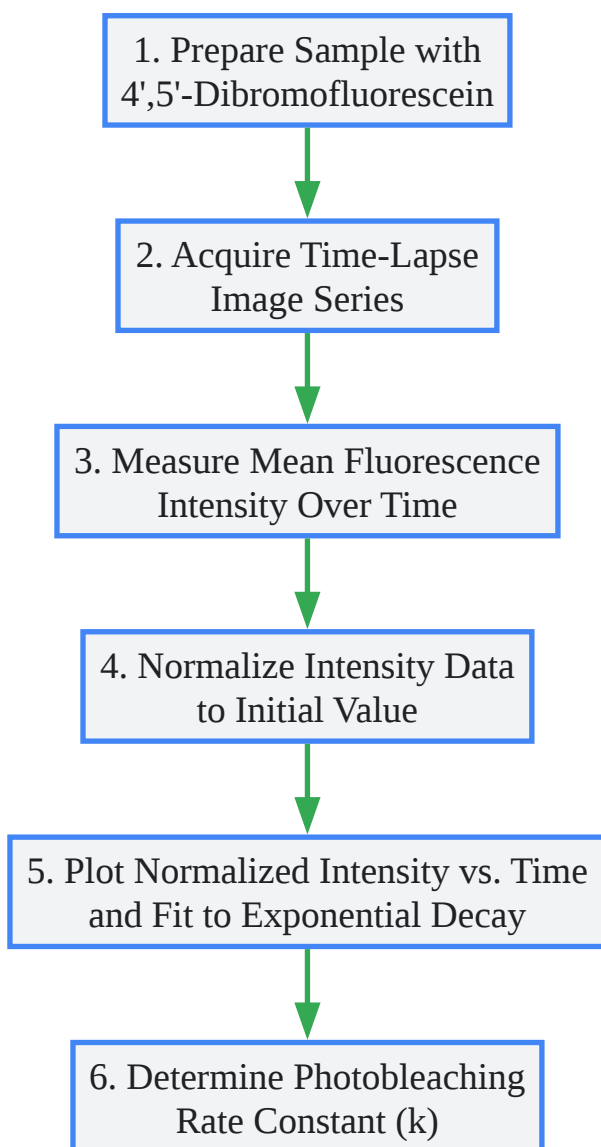 1. Prepare Sample with
4',5'-Dibromofluorescein
2. Acquire Time-Lapse
Image Series
3. Measure Mean Fluorescence
Intensity Over Time
4. Normalize Intensity Data
to Initial Value
5. Plot Normalized Intensity vs. Time
and Fit to Exponential Decay
6. Determine Photobleaching
Rate Constant (k)